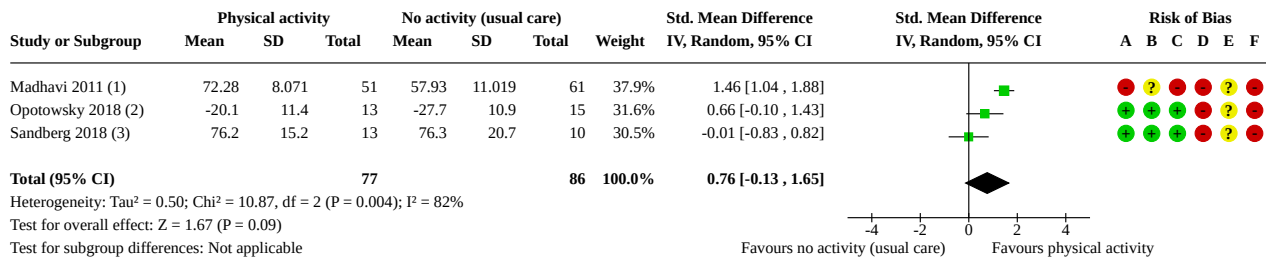 Physical activity No activity (usual care) Std. Mean Difference Std. Mean Difference Risk of Bias
Study or Subgroup Mean SD Total Mean SD Total Weight IV, Random, 95% CI IV, Random, 95% CI A B C D E F
Madhavi 2011 (1) 72.28 8.071 51 57.93 11.019 61 37.9% 1.46 [1.04 , 1.88] - ? - - ? -
Opotowsky 2018 (2) -20.1 11.4 13 -27.7 10.9 15 31.6% 0.66 [-0.10 , 1.43] + + + - ? -
Sandberg 2018 (3) 76.2 15.2 13 76.3 20.7 10 30.5% -0.01 [-0.83 , 0.82] + + + - ? -
Total (95% CI) 77 86 100.0% 0.76 [-0.13 , 1.65]
Heterogeneity: Tau² = 0.50; Chi² = 10.87, df = 2 (P = 0.004); I² = 82%
Test for overall effect: Z = 1.67 (P = 0.09)
-4 -2 0 2 4
Test for subgroup differences: Not applicable Favours no activity (usual care) Favours physical activity